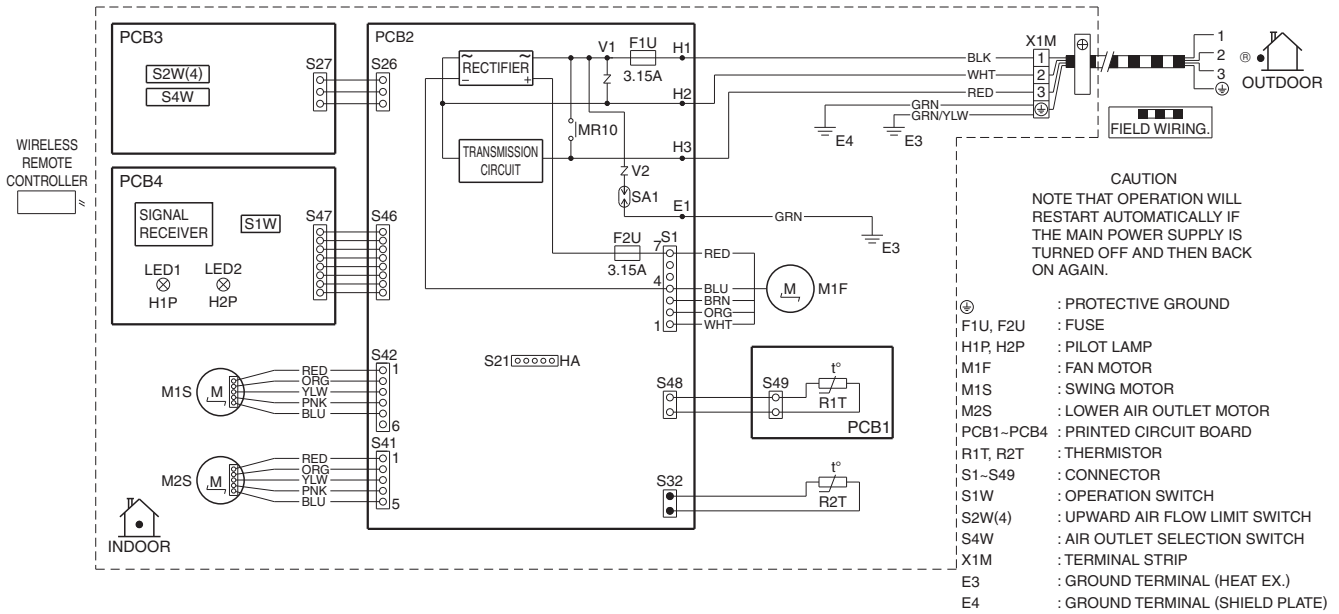 WIRELESS
REMOTE
CONTROLLER
PCB3
S2W(4)
S4W
S27
S26
PCB4
SIGNAL
RECEIVER
S1W
LED1
H1P
LED2
H2P
S47
S46
PCB2
RECTIFIER
~
~
−
+
TRANSMISSION
CIRCUIT
MR10
V1
F1U
3.15A
H1
H2
H3
V2
SA1
E1
F2U
3.15A
S1
7
4
1
RED
BLU
BRN
ORG
WHT
M
M1F
GRN
E3
BLK
WHT
RED
GRN
GRN/YLW
E4
E3
X1M
1
2
3
1
2
3
®
OUTDOOR
FIELD WIRING.
M1S
M
RED
ORG
YLW
PNK
BLU
S42
1
6
M2S
M
RED
ORG
YLW
PNK
BLU
S41
1
5
S21
HA
S48
S49
t°
R1T
PCB1
S32
t°
R2T
INDOOR
CAUTION
NOTE THAT OPERATION WILL
RESTART AUTOMATICALLY IF
THE MAIN POWER SUPPLY IS
TURNED OFF AND THEN BACK
ON AGAIN.
: PROTECTIVE GROUND
F1U, F2U : FUSE
H1P, H2P : PILOT LAMP
M1F : FAN MOTOR
M1S : SWING MOTOR
M2S : LOWER AIR OUTLET MOTOR
PCB1~PCB4 : PRINTED CIRCUIT BOARD
R1T, R2T : THERMISTOR
S1~S49 : CONNECTOR
S1W : OPERATION SWITCH
S2W(4) : UPWARD AIR FLOW LIMIT SWITCH
S4W : AIR OUTLET SELECTION SWITCH
X1M : TERMINAL STRIP
E3 : GROUND TERMINAL (HEAT EX.)
E4 : GROUND TERMINAL (SHIELD PLATE)